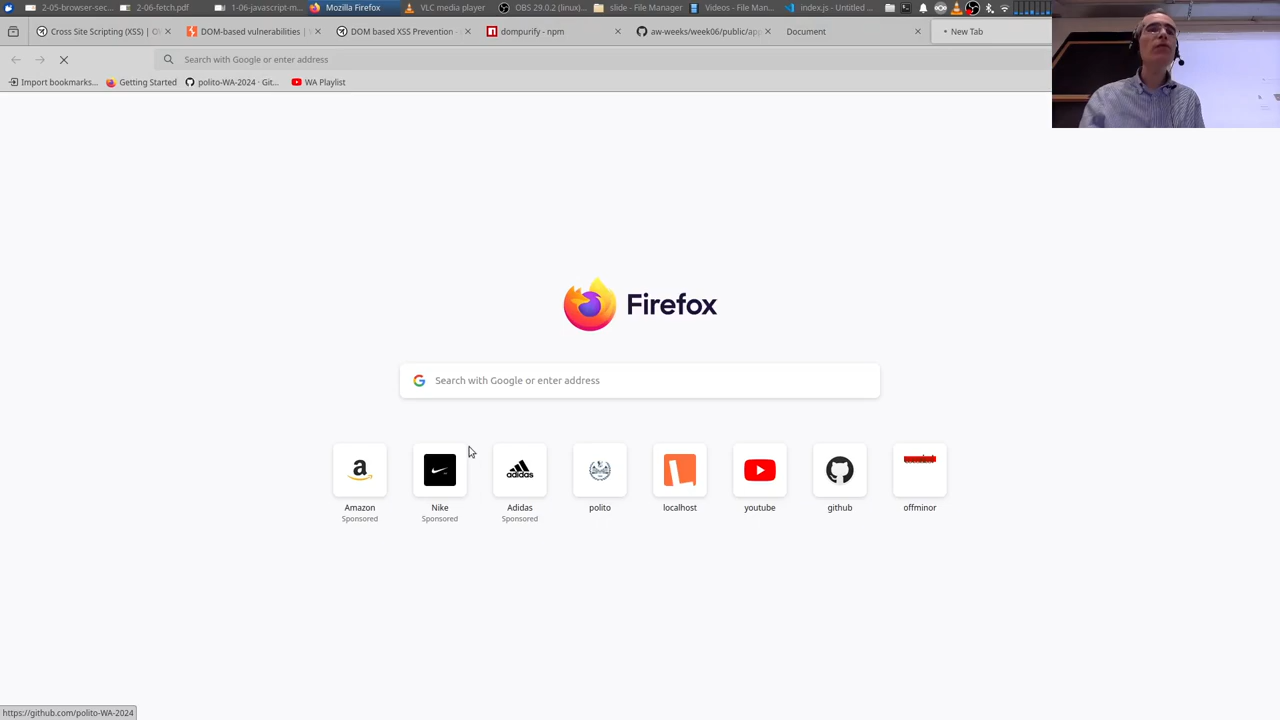 2-05-browser-sec... 2-06-fetch.pdf 1-06-javascript-m... Mozilla Firefox VLC media player OBS 29.0.2 (linux)... slide - File Manager Videos - File Man... index.js - Untitled ...
Cross Site Scripting (XSS) | O DOM-based vulnerabilities | DOM based XSS Prevention - dompurify - npm aw-weeks/week06/public/app Document New Tab
Search with Google or enter address
Import bookmarks... Getting Started polito-WA-2024 · Git... WA Playlist
Firefox
Search with Google or enter address
Amazon Nike Adidas polito localhost youtube github offminor
Sponsored Sponsored Sponsored
https://github.com/polito-WA-2024